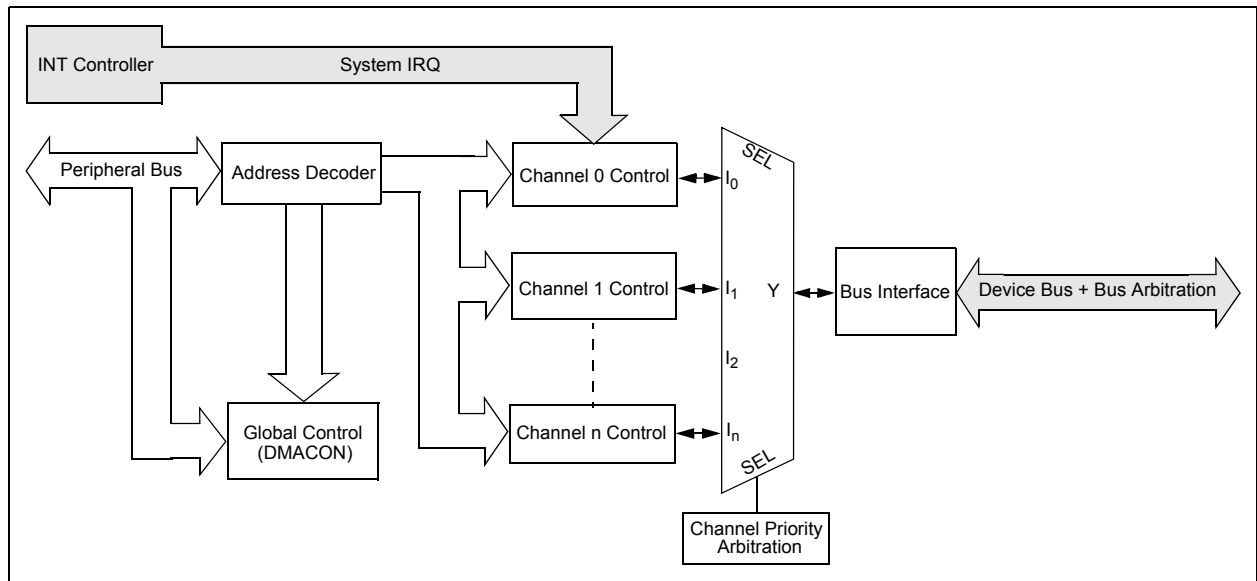 INT Controller
System IRQ
Peripheral Bus
Address Decoder
Channel 0 Control
SEL
I0
Channel 1 Control
I1
Y
Bus Interface
Device Bus + Bus Arbitration
I2
Global Control
(DMACON)
Channel n Control
In
SEL
Channel Priority
Arbitration